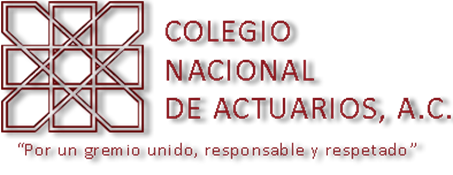 COLEGIO
NACIONAL
DE ACTUARIOS, A.C.
“Por un gremio unido, responsable y respetado”